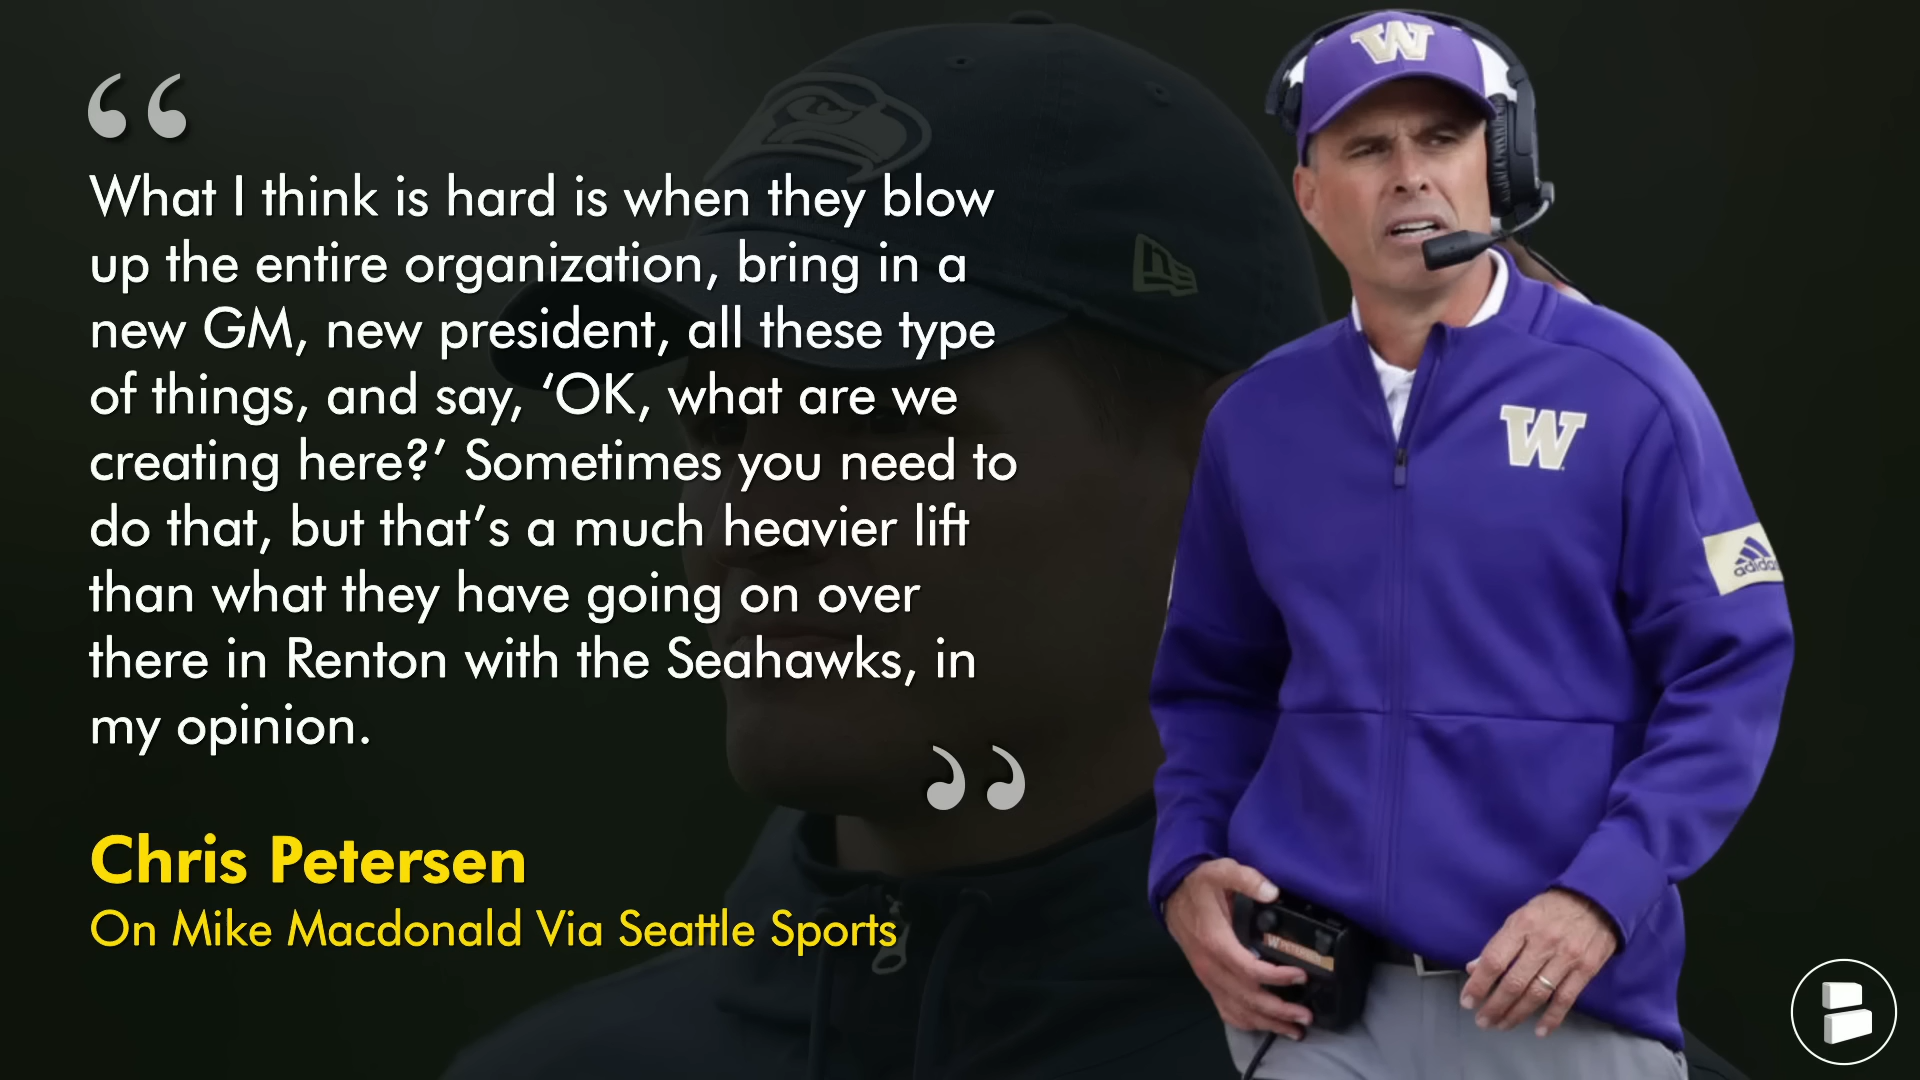 “
What I think is hard is when they blow
up the entire organization, bring in a
new GM, new president, all these type
of things, and say, ‘OK, what are we
creating here?’ Sometimes you need to
do that, but that’s a much heavier lift
than what they have going on over
there in Renton with the Seahawks, in
my opinion.
”
Chris Petersen
On Mike Macdonald Via Seattle Sports
W
W
adidas